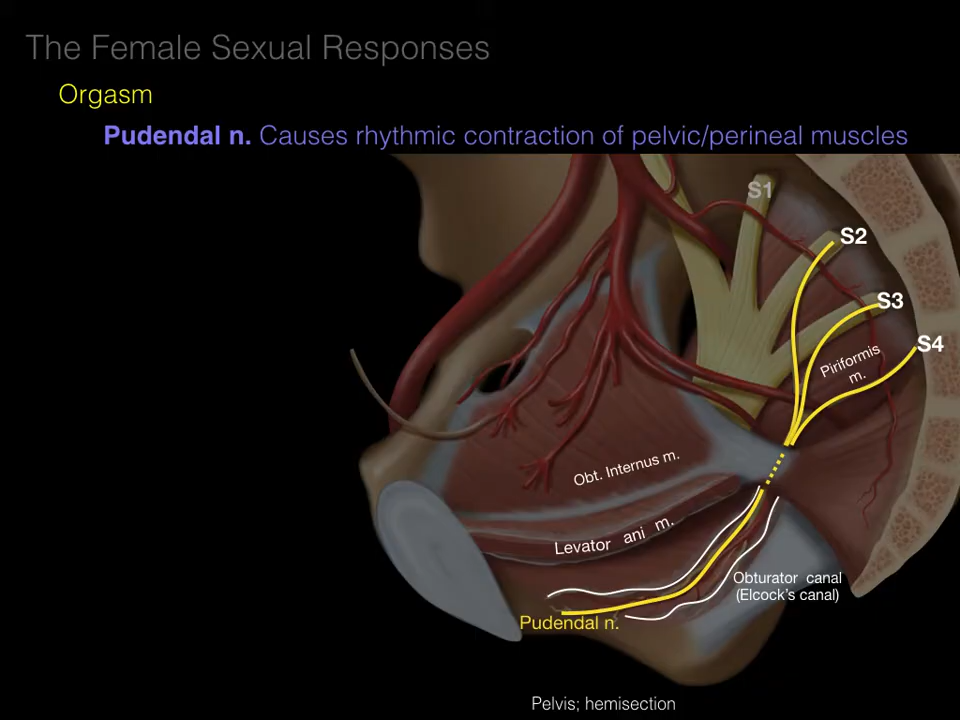 The Female Sexual Responses
Orgasm
Pudendal n. Causes rhythmic contraction of pelvic/perineal muscles
S1
S2
S3
S4
Piriformis
m.
Obt. Internus m.
Levator ani m.
Obturator canal
(Elcock's canal)
Pudendal n.
Pelvis; hemisection